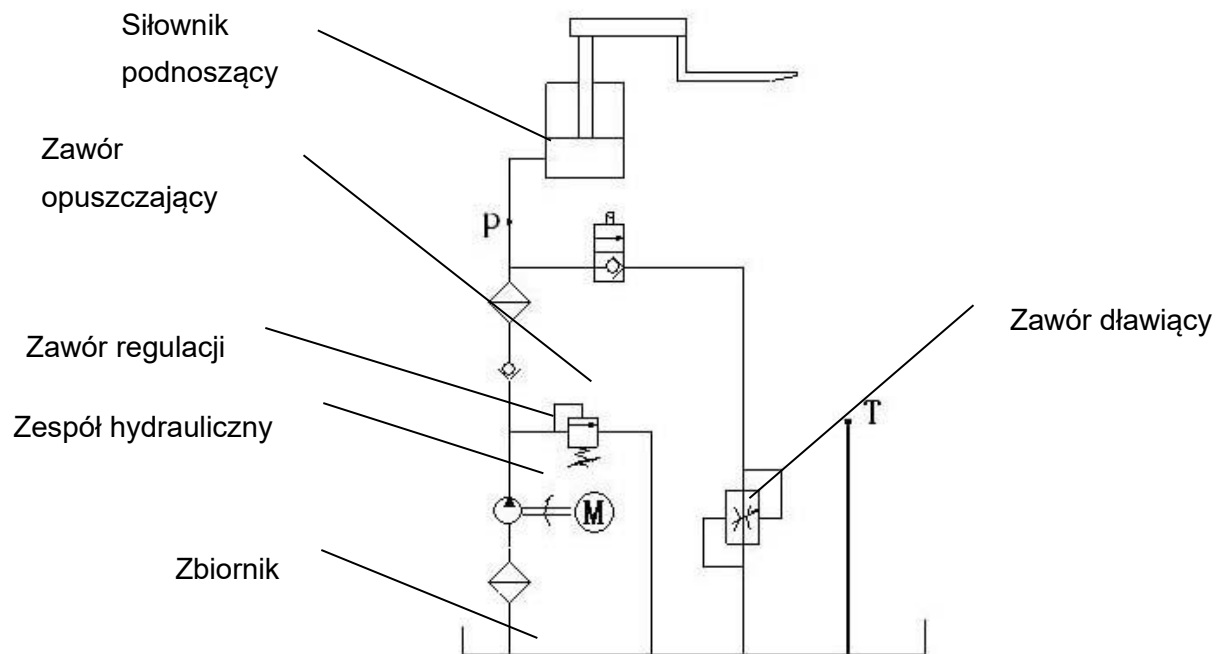 Siłownik
podnoszący
Zawór
opuszczający
P
Zawór regulacji
Zawór dławiący
Zespół hydrauliczny
T
M
Zbiornik